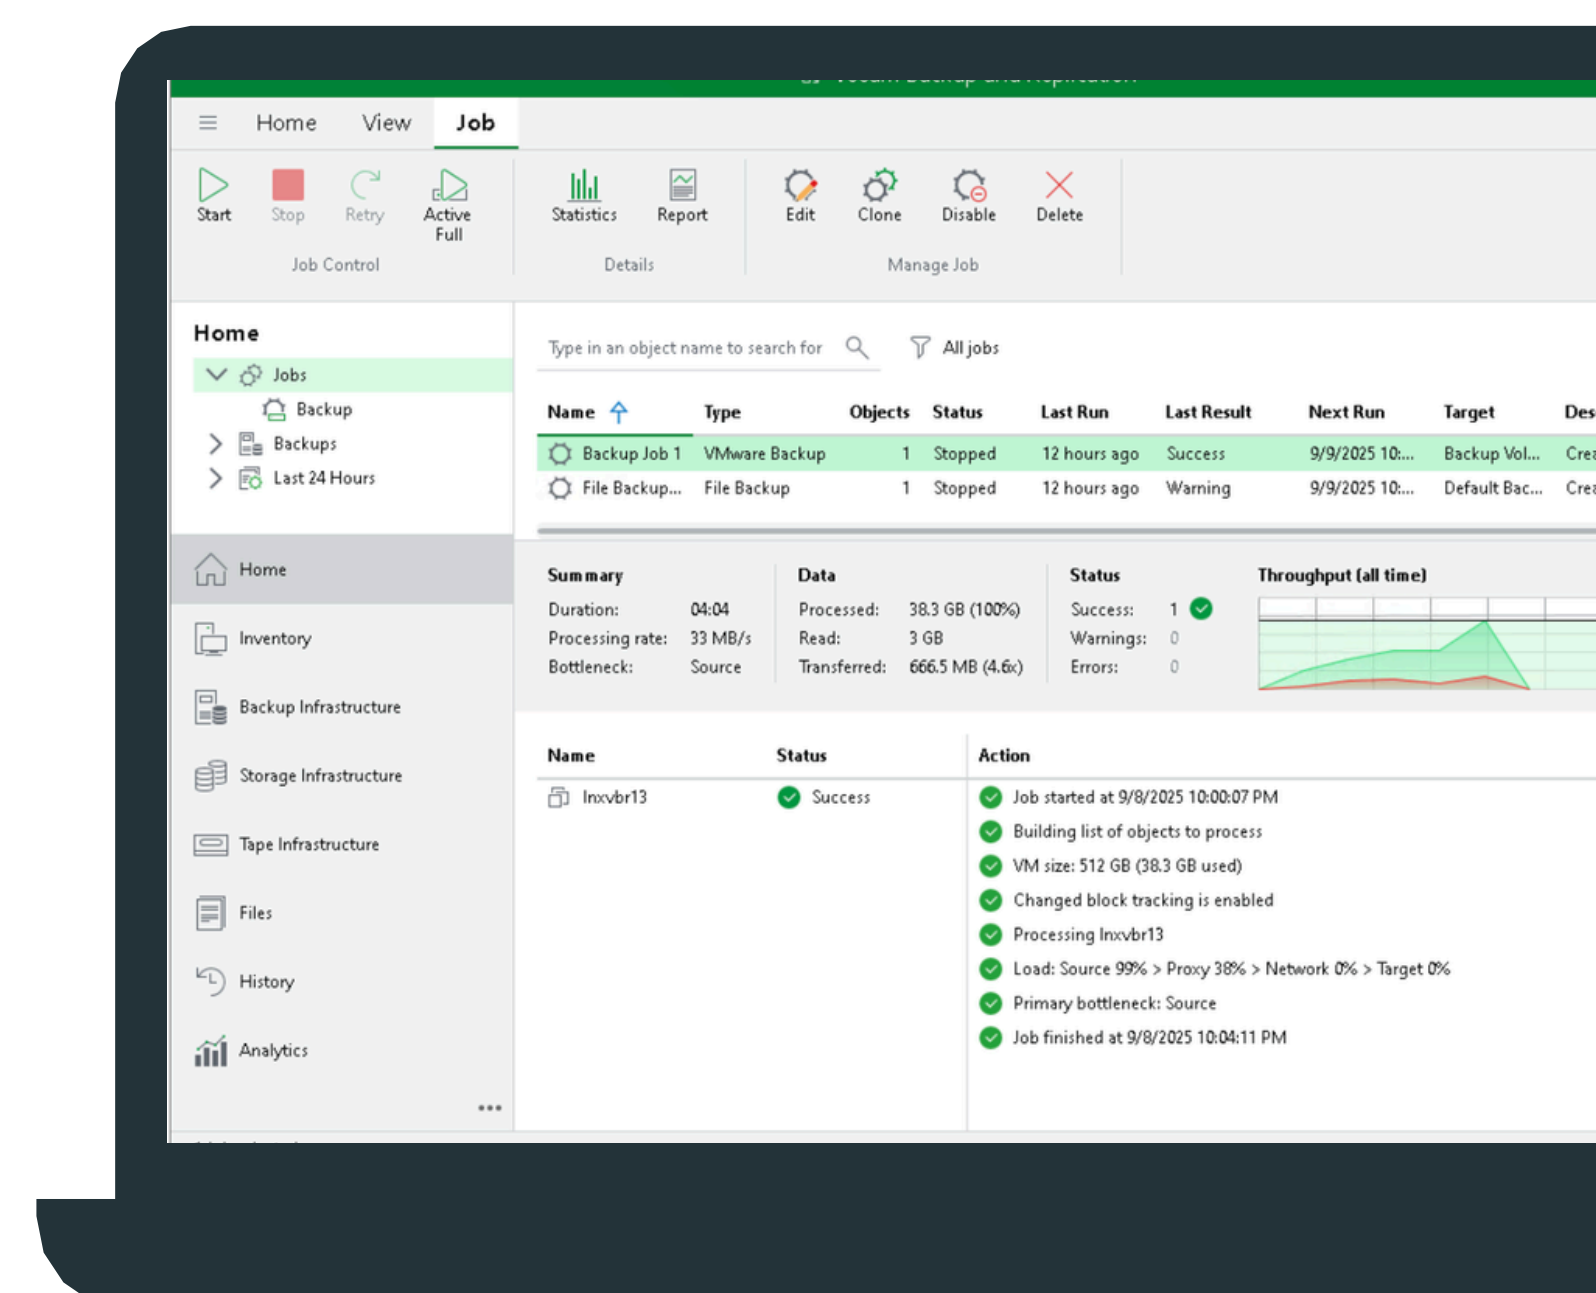 Veeam Backup and Replication
Home View Job
Start Stop Retry Active Full
Job Control
Statistics Report
Details
Edit Clone Disable Delete
Manage Job
Home
Jobs
Backup
Backups
Last 24 Hours
Home
Inventory
Backup Infrastructure
Storage Infrastructure
Tape Infrastructure
Files
History
Analytics
Type in an object name to search for All jobs
Name Type Objects Status Last Run Last Result Next Run Target Des
Backup Job 1 VMware Backup 1 Stopped 12 hours ago Success 9/9/2025 10:... Backup Vol... Crea
File Backup... File Backup 1 Stopped 12 hours ago Warning 9/9/2025 10:... Default Bac... Crea
Summary
Duration: 04:04
Processing rate: 33 MB/s
Bottleneck: Source
Data
Processed: 38.3 GB (100%)
Read: 3 GB
Transferred: 666.5 MB (4.6x)
Status
Success: 1
Warnings: 0
Errors: 0
Throughput (all time)
Name Status Action
lnxvbr13 Success
Job started at 9/8/2025 10:00:07 PM
Building list of objects to process
VM size: 512 GB (38.3 GB used)
Changed block tracking is enabled
Processing lnxvbr13
Load: Source 99% > Proxy 38% > Network 0% > Target 0%
Primary bottleneck: Source
Job finished at 9/8/2025 10:04:11 PM